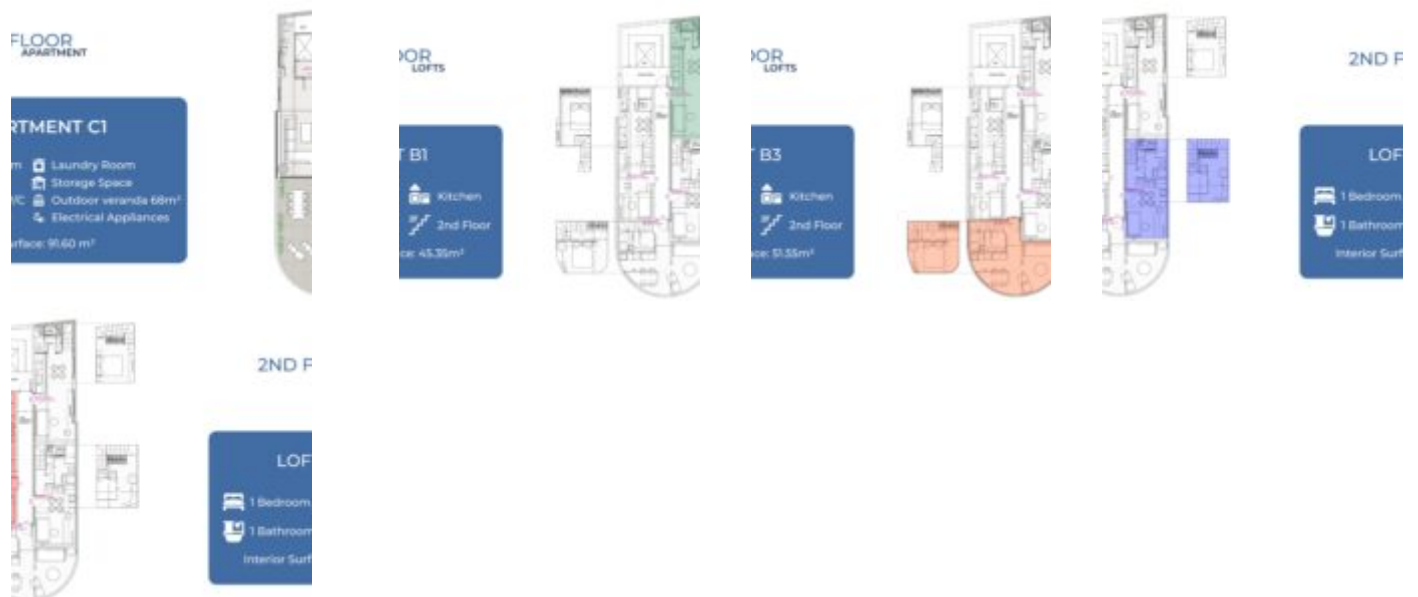 FLOOR
APARTMENT
RTMENT C1
m Laundry Room
Storage Space
/C Outdoor veranda 68m²
Electrical Appliances
urface: 91.60 m²
OOR
LOFTS
T B1
Kitchen
2nd Floor
ce: 45.35m²
OOR
LOFTS
T B3
Kitchen
2nd Floor
ace: 51.55m²
2ND F
LOF
1 Bedroom
1 Bathroom
Interior Surf
2ND F
LOF
1 Bedroom
1 Bathroom
Interior Surf